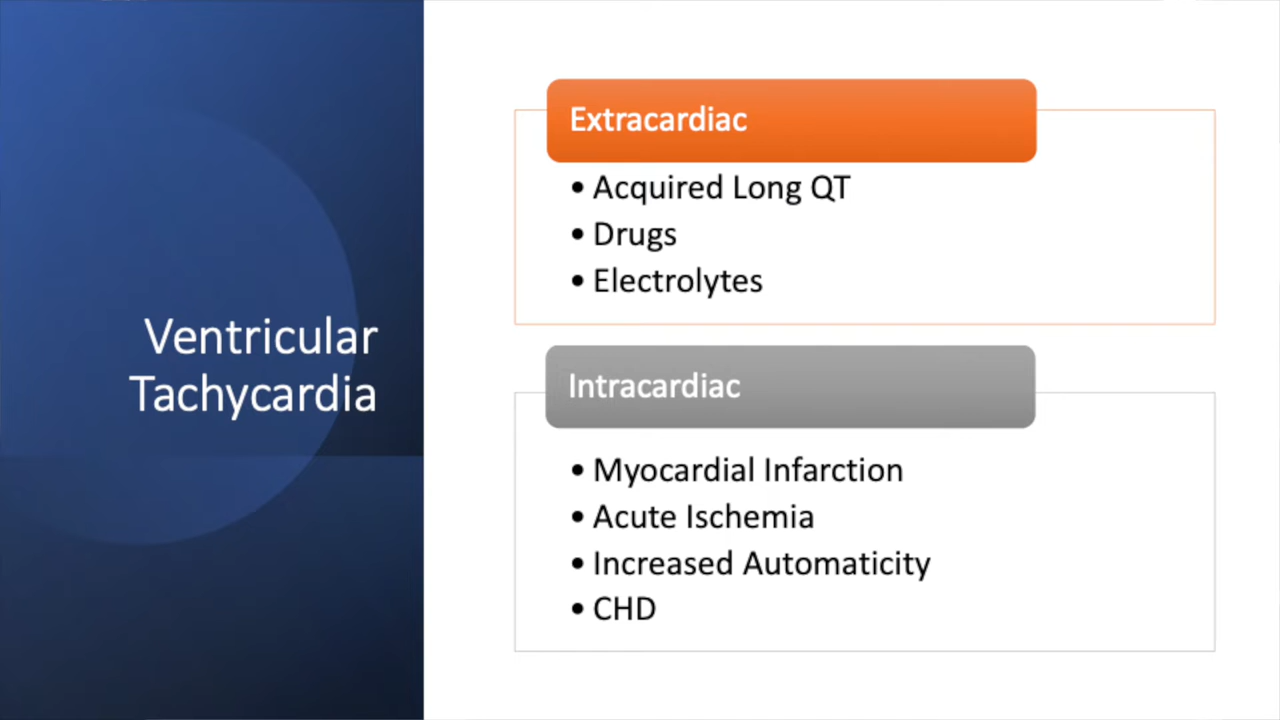 Ventricular
Tachycardia
Extracardiac
• Acquired Long QT
• Drugs
• Electrolytes
Intracardiac
• Myocardial Infarction
• Acute Ischemia
• Increased Automaticity
• CHD